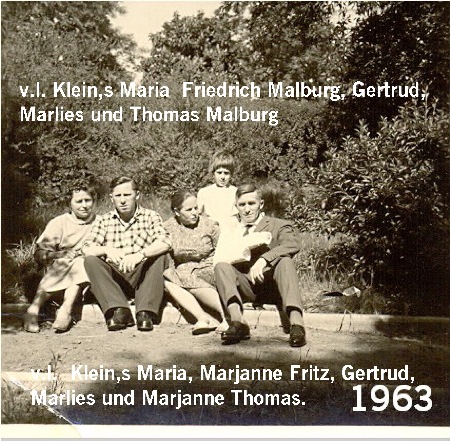 v.l. Klein,s Maria  Friedrich Malburg, Gertrud,
Marlies und Thomas Malburg
v.l.  Klein,s Maria, Marjanne Fritz, Gertrud,
Marlies und Marjanne Thomas.
1963